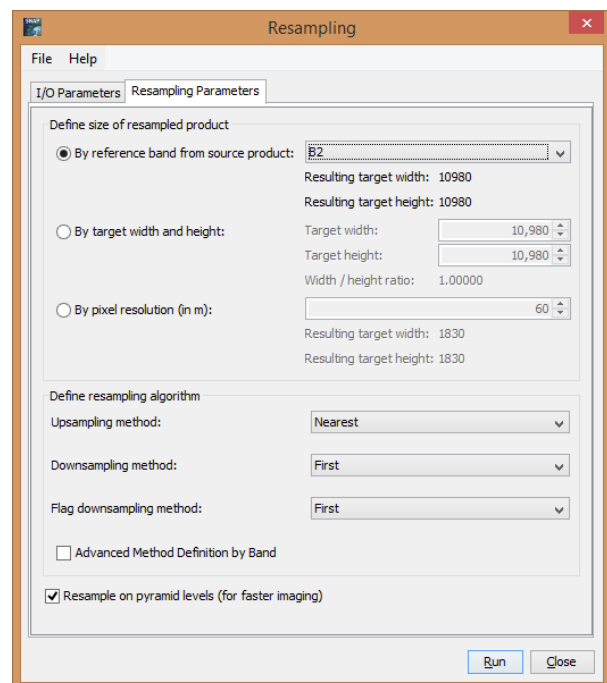 SNAP
Resampling
File Help
I/O Parameters Resampling Parameters
Define size of resampled product
By reference band from source product: B2
Resulting target width: 10980
Resulting target height: 10980
By target width and height: Target width: 10,980
Target height: 10,980
Width / height ratio: 1.00000
By pixel resolution (in m): 60
Resulting target width: 1830
Resulting target height: 1830
Define resampling algorithm
Upsampling method: Nearest
Downsampling method: First
Flag downsampling method: First
Advanced Method Definition by Band
Resample on pyramid levels (for faster imaging)
Run Close